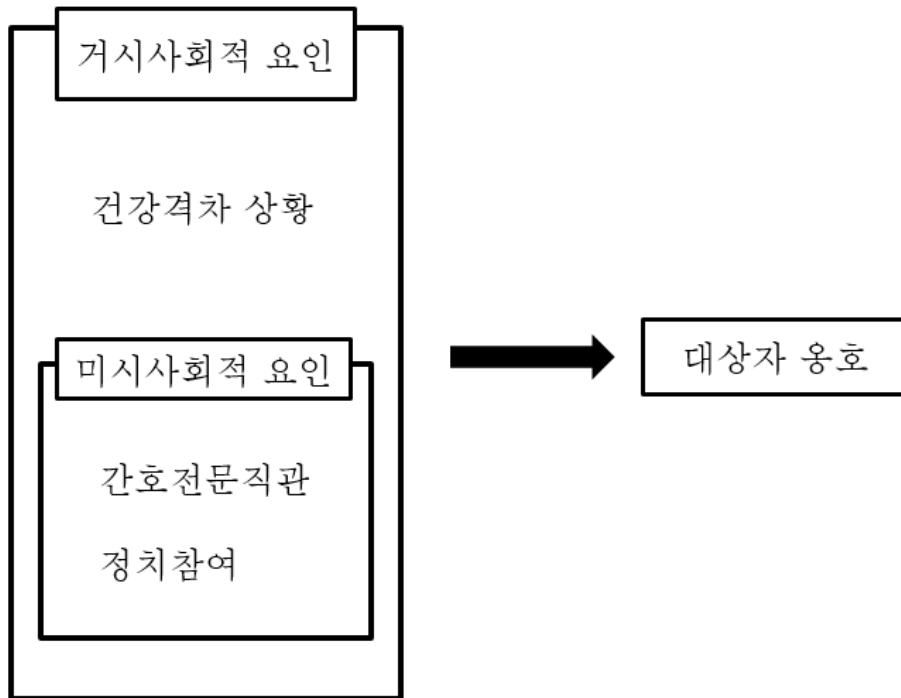 거시사회적 요인
건강격차 상황
미시사회적 요인
간호전문직관
정치참여
대상자 옹호